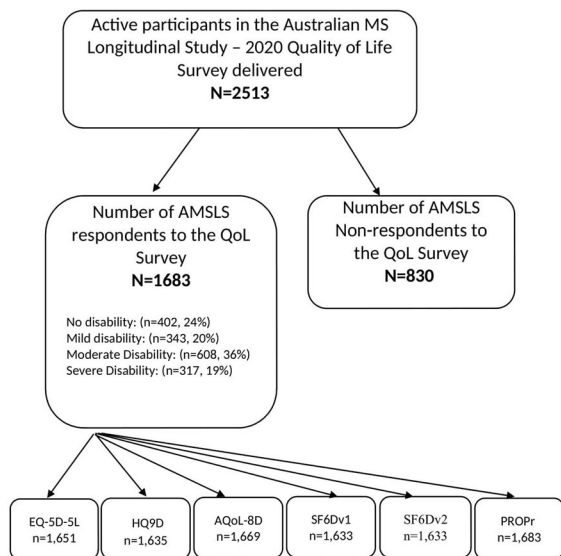 Active participants in the Australian MS
Longitudinal Study – 2020 Quality of Life
Survey delivered
N=2513
Number of AMSLS
respondents to the QoL
Survey
N=1683
No disability: (n=402, 24%)
Mild disability: (n=343, 20%)
Moderate Disability: (n=608, 36%)
Severe Disability: (n=317, 19%)
Number of AMSLS
Non-respondents to
the QoL Survey
N=830
EQ-5D-5L
n=1,651
HQ9D
n=1,635
AQoL-8D
n=1,669
SF6Dv1
n=1,633
SF6Dv2
n=1,633
PROPr
n=1,683